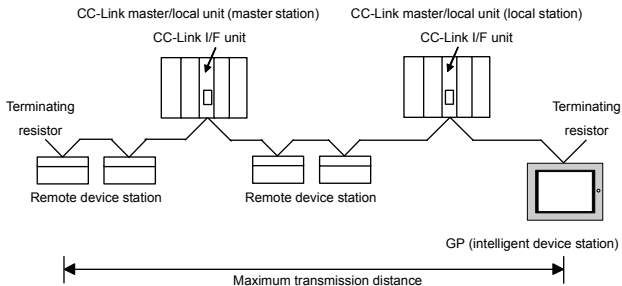 CC-Link master/local unit (master station)
CC-Link master/local unit (local station)
CC-Link I/F unit
CC-Link I/F unit
Terminating
resistor
Terminating
resistor
Remote device station
Remote device station
GP (intelligent device station)
Maximum transmission distance